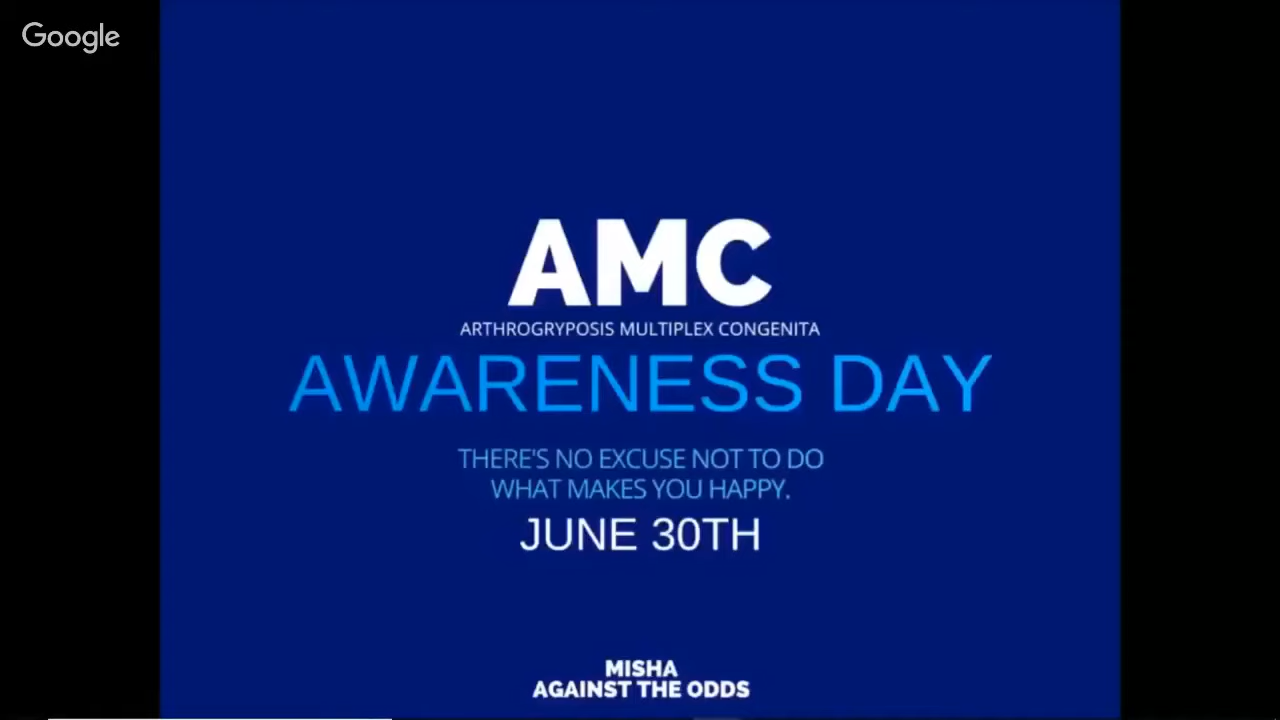 Google
AMC
ARTHROGRYPOSIS MULTIPLEX CONGENITA
AWARENESS DAY
THERE'S NO EXCUSE NOT TO DO
WHAT MAKES YOU HAPPY.
JUNE 30TH
MISHA
AGAINST THE ODDS